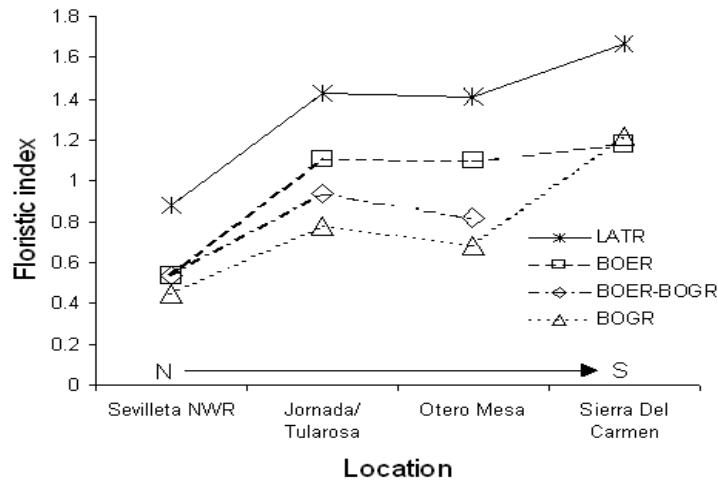 1.8
1.6
1.4
1.2
1
0.8
0.6
0.4
0.2
0
Floristic index
LATR
BOER
BOER-BOGR
BOGR
N S
Sevilleta NWR Jornada/ Otero Mesa Sierra Del
Tularosa Carmen
Location